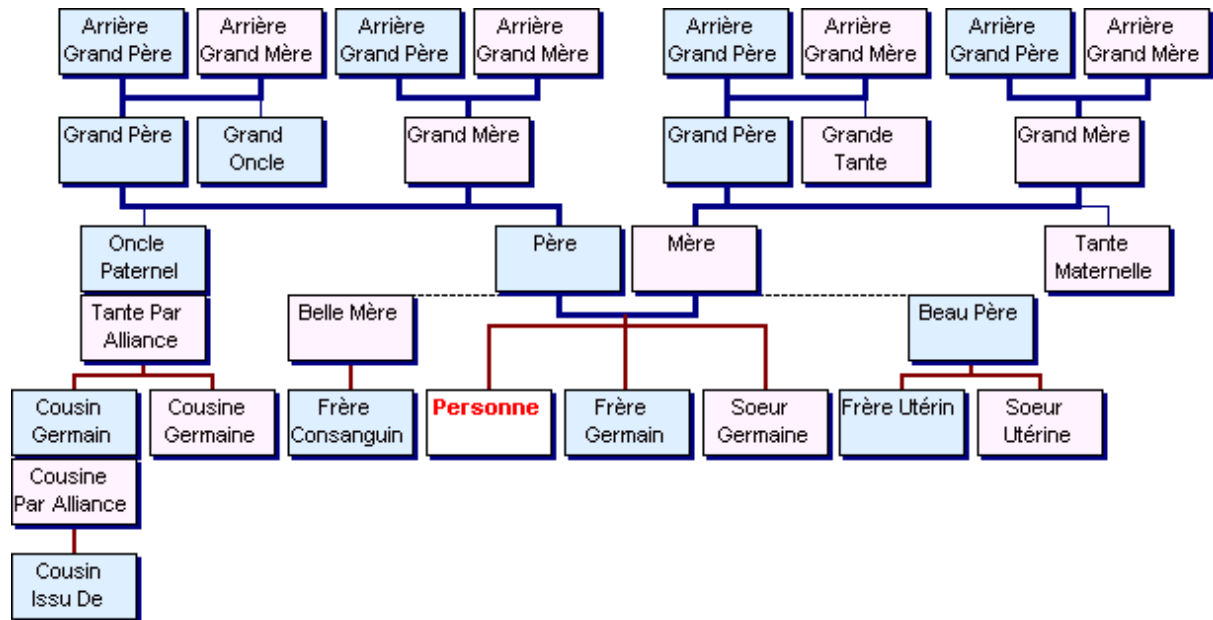 Arrière
Grand Père
Arrière
Grand Mère
Arrière
Grand Père
Arrière
Grand Mère
Arrière
Grand Père
Arrière
Grand Mère
Arrière
Grand Père
Arrière
Grand Mère
Grand Père
Grand
Oncle
Grand Mère
Grand Père
Grande
Tante
Grand Mère
Oncle
Paternel
Père
Mère
Tante
Maternelle
Tante Par
Alliance
Belle Mère
Beau Père
Cousin
Germain
Cousine
Germaine
Frère
Consanguin
Personne
Frère
Germain
Soeur
Germaine
Frère Utérin
Soeur
Utérine
Cousine
Par Alliance
Cousin
Issu De